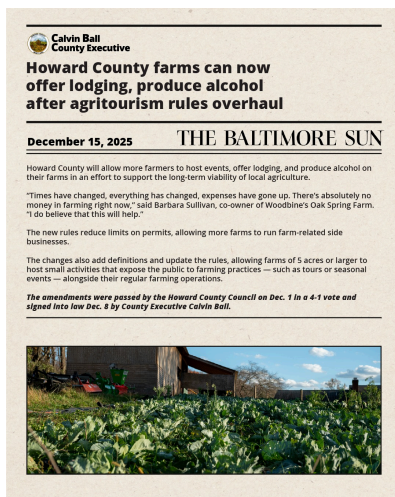 Calvin Ball
County Executive
Howard County farms can now
offer lodging, produce alcohol
after agritourism rules overhaul
December 15, 2025
THE BALTIMORE SUN
Howard County will allow more farmers to host events, offer lodging, and produce alcohol on
their farms in an effort to support the long-term viability of local agriculture.
“Times have changed, everything has changed, expenses have gone up. There’s absolutely no
money in farming right now,” said Barbara Sullivan, co-owner of Woodbine’s Oak Spring Farm.
“I do believe that this will help.”
The new rules reduce limits on permits, allowing more farms to run farm-related side
businesses.
The changes also add definitions and update the rules, allowing farms of 5 acres or larger to
host small activities that expose the public to farming practices — such as tours or seasonal
events — alongside their regular farming operations.
The amendments were passed by the Howard County Council on Dec. 1 in a 4-1 vote and
signed into law Dec. 8 by County Executive Calvin Ball.